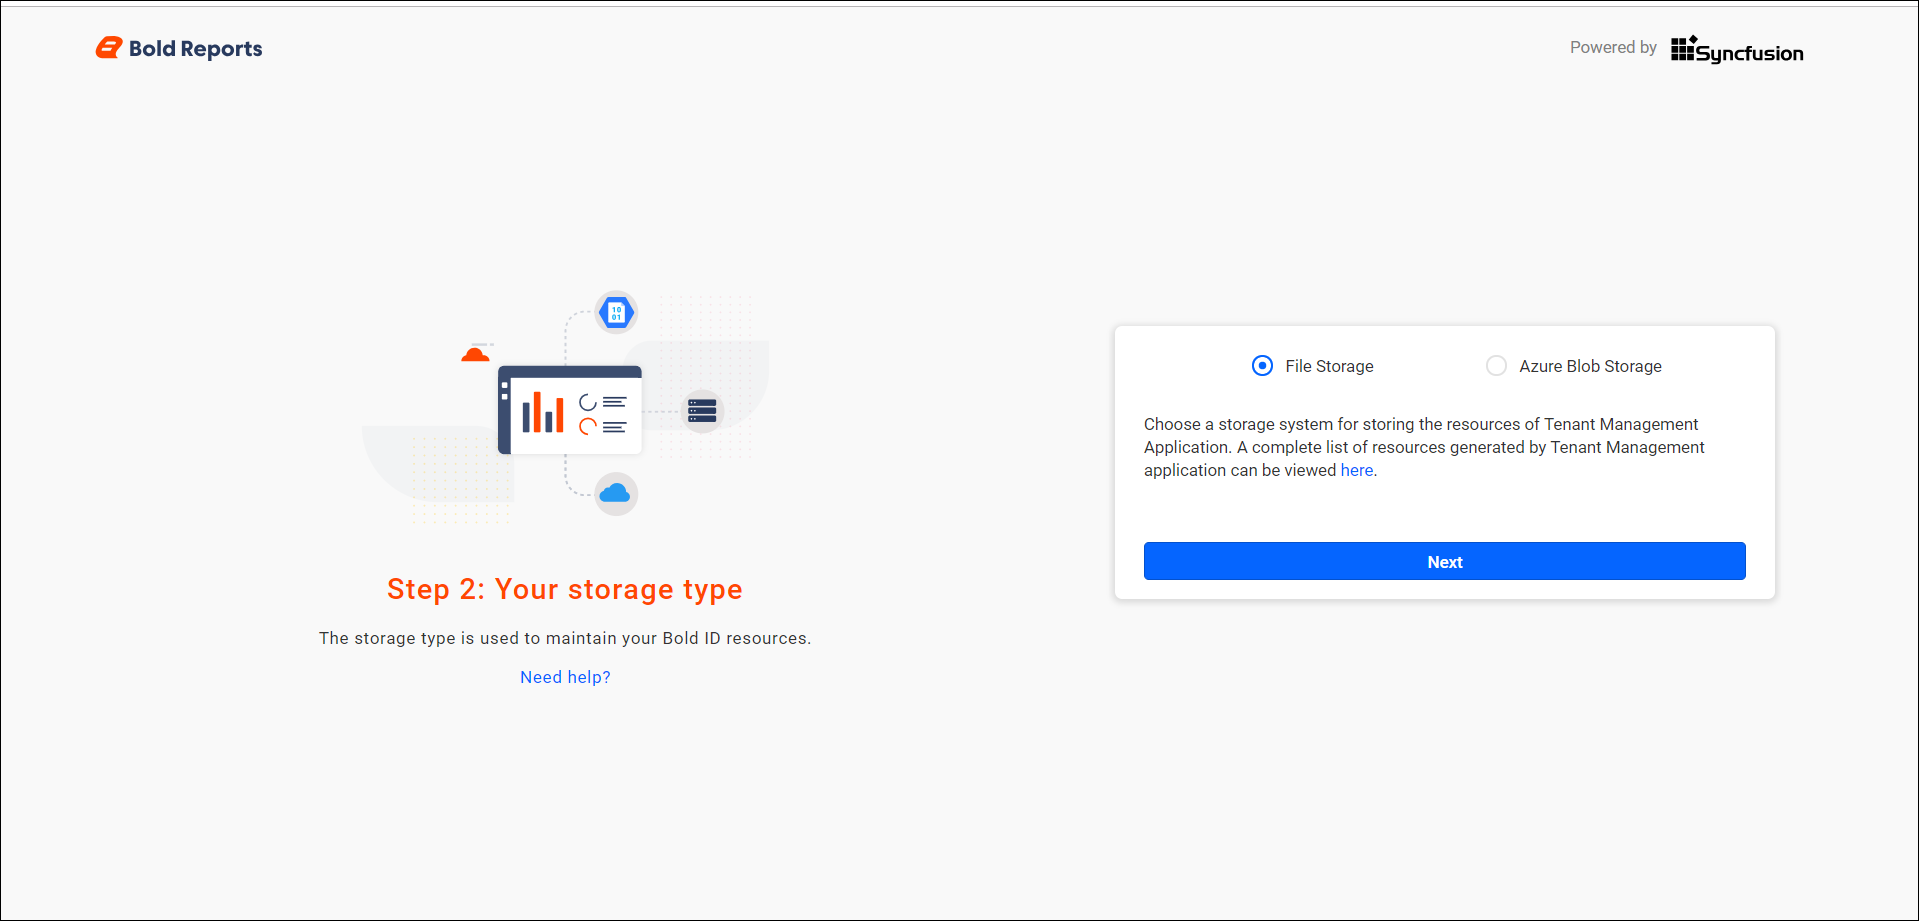 Bold Reports
Powered by Syncfusion
10
01
Step 2: Your storage type
The storage type is used to maintain your Bold ID resources.
Need help?
File Storage
Azure Blob Storage
Choose a storage system for storing the resources of Tenant Management
Application. A complete list of resources generated by Tenant Management
application can be viewed here.
Next